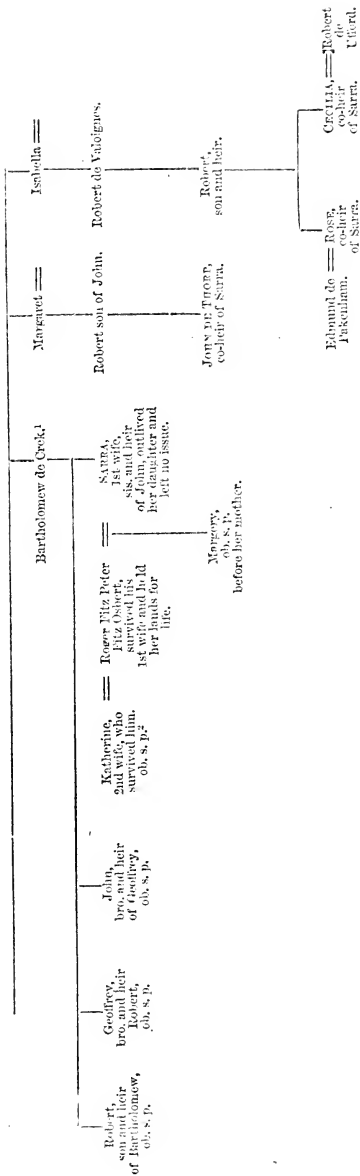 Bartholomew de Crek.¹
Margaret ==
Isabella ==
Robert son of John.
Robert de Valoignes.
Robert,
son and heir
of Bartholomew,
ob. s. p.
Geoffrey,
bro. and heir
Robert,
ob. s. p.
John,
bro. and heir
of Geoffrey,
ob. s. p.
Katherine,
2nd wife, who
survived him.
ob. s. p.²
== Roger Fitz Peter
Fitz Osbert,
survived his
1st wife and held
her lands for
life.
== SARRA,
1st wife,
sis. and heir
of John, outlived
her daughter and
left no issue.
JOHN DE THORP,
co-heir of Sarra.
Robert,
son and heir.
Margery,
ob. s. p.
before her mother.
Edmund de == ROSE,
Pakenham. co-heir
of Sarra.
CECILIA, == Robert
co-heir de
of Sarra. Ufford.